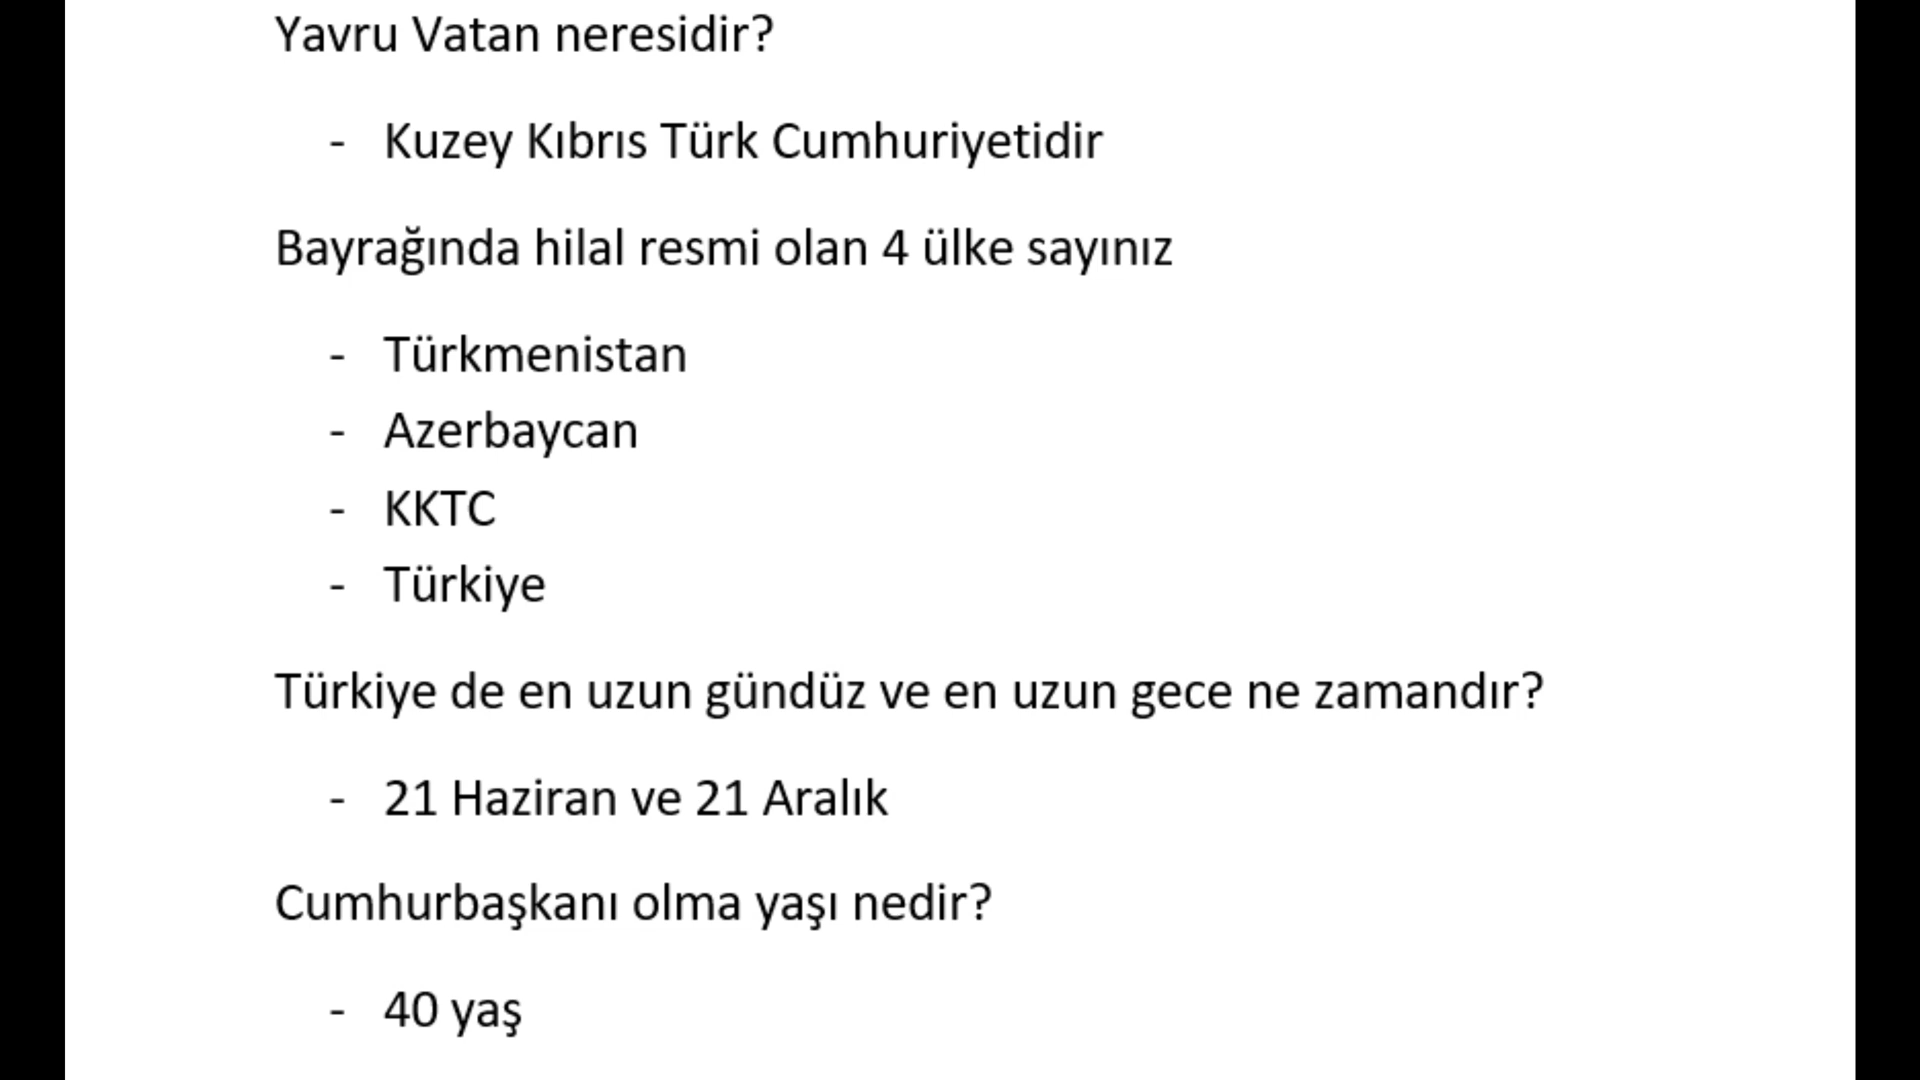 Yavru Vatan neresidir?
- Kuzey Kıbrıs Türk Cumhuriyetidir
Bayrağında hilal resmi olan 4 ülke sayınız
- Türkmenistan
- Azerbaycan
- KKTC
- Türkiye
Türkiye de en uzun gündüz ve en uzun gece ne zamandır?
- 21 Haziran ve 21 Aralık
Cumhurbaşkanı olma yaşı nedir?
- 40 yaş